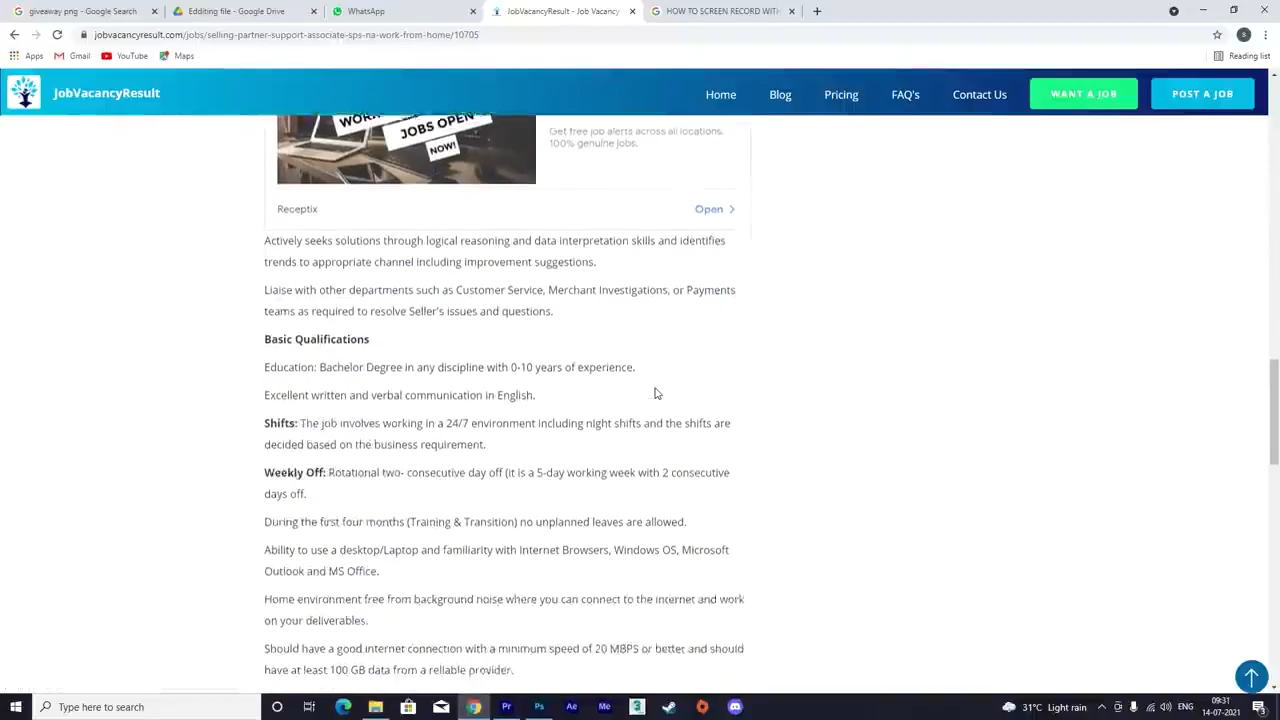 giveaway png - Google Search
Editing file - Google Drive
WhatsApp
JobVacancyResult - Job Vacancy
HOW TO SCREEN RECORD WITH
jobvacancyresult.com/jobs/selling-partner-support-associate-sps-na-work-from-home/10705
Apps
Gmail
YouTube
Maps
Reading list
JobVacancyResult
Home
Blog
Pricing
FAQ's
Contact Us
WANT A JOB
POST A JOB
JOBS OPEN
NOW!
Get free job alerts across all locations.
100% genuine jobs.
Receptix
Open
Actively seeks solutions through logical reasoning and data interpretation skills and identifies
trends to appropriate channel including improvement suggestions.
Liaise with other departments such as Customer Service, Merchant Investigations, or Payments
teams as required to resolve Seller's issues and questions.
Basic Qualifications
Education: Bachelor Degree in any discipline with 0-10 years of experience.
Excellent written and verbal communication in English.
Shifts: The job involves working in a 24/7 environment including night shifts and the shifts are
decided based on the business requirement.
Weekly Off: Rotational two- consecutive day off (it is a 5-day working week with 2 consecutive
days off.
During the first four months (Training & Transition) no unplanned leaves are allowed.
Ability to use a desktop/Laptop and familiarity with Internet Browsers, Windows OS, Microsoft
Outlook and MS Office.
Home environment free from background noise where you can connect to the internet and work
on your deliverables.
Should have a good internet connection with a minimum speed of 20 MBPS or better and should
have at least 100 GB data from a reliable provider.
Type here to search
Pr
Ps
Ae
Me
31°C Light rain
ENG
09:31
14-07-2021